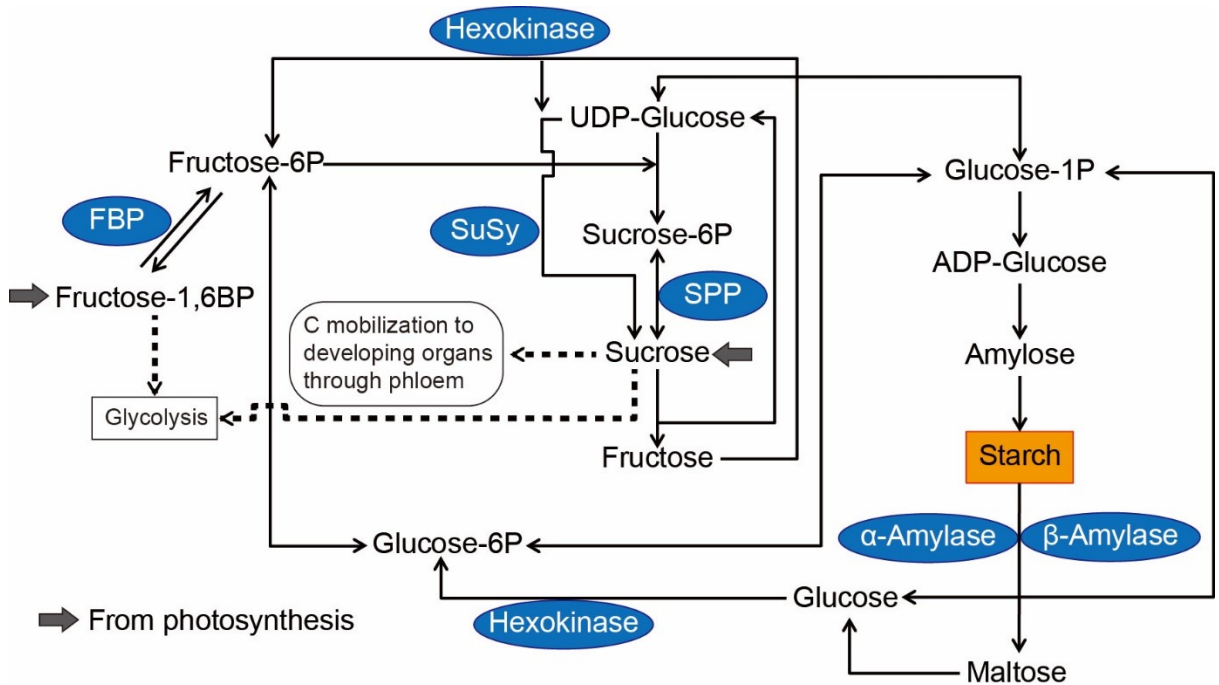 Hexokinase
UDP-Glucose
Fructose-6P
Glucose-1P
FBP
SuSy
Sucrose-6P
ADP-Glucose
Fructose-1,6BP
SPP
C mobilization to
developing organs
through phloem
Sucrose
Amylose
Glycolysis
Fructose
Starch
Glucose-6P
α-Amylase
β-Amylase
Glucose
From photosynthesis
Hexokinase
Maltose